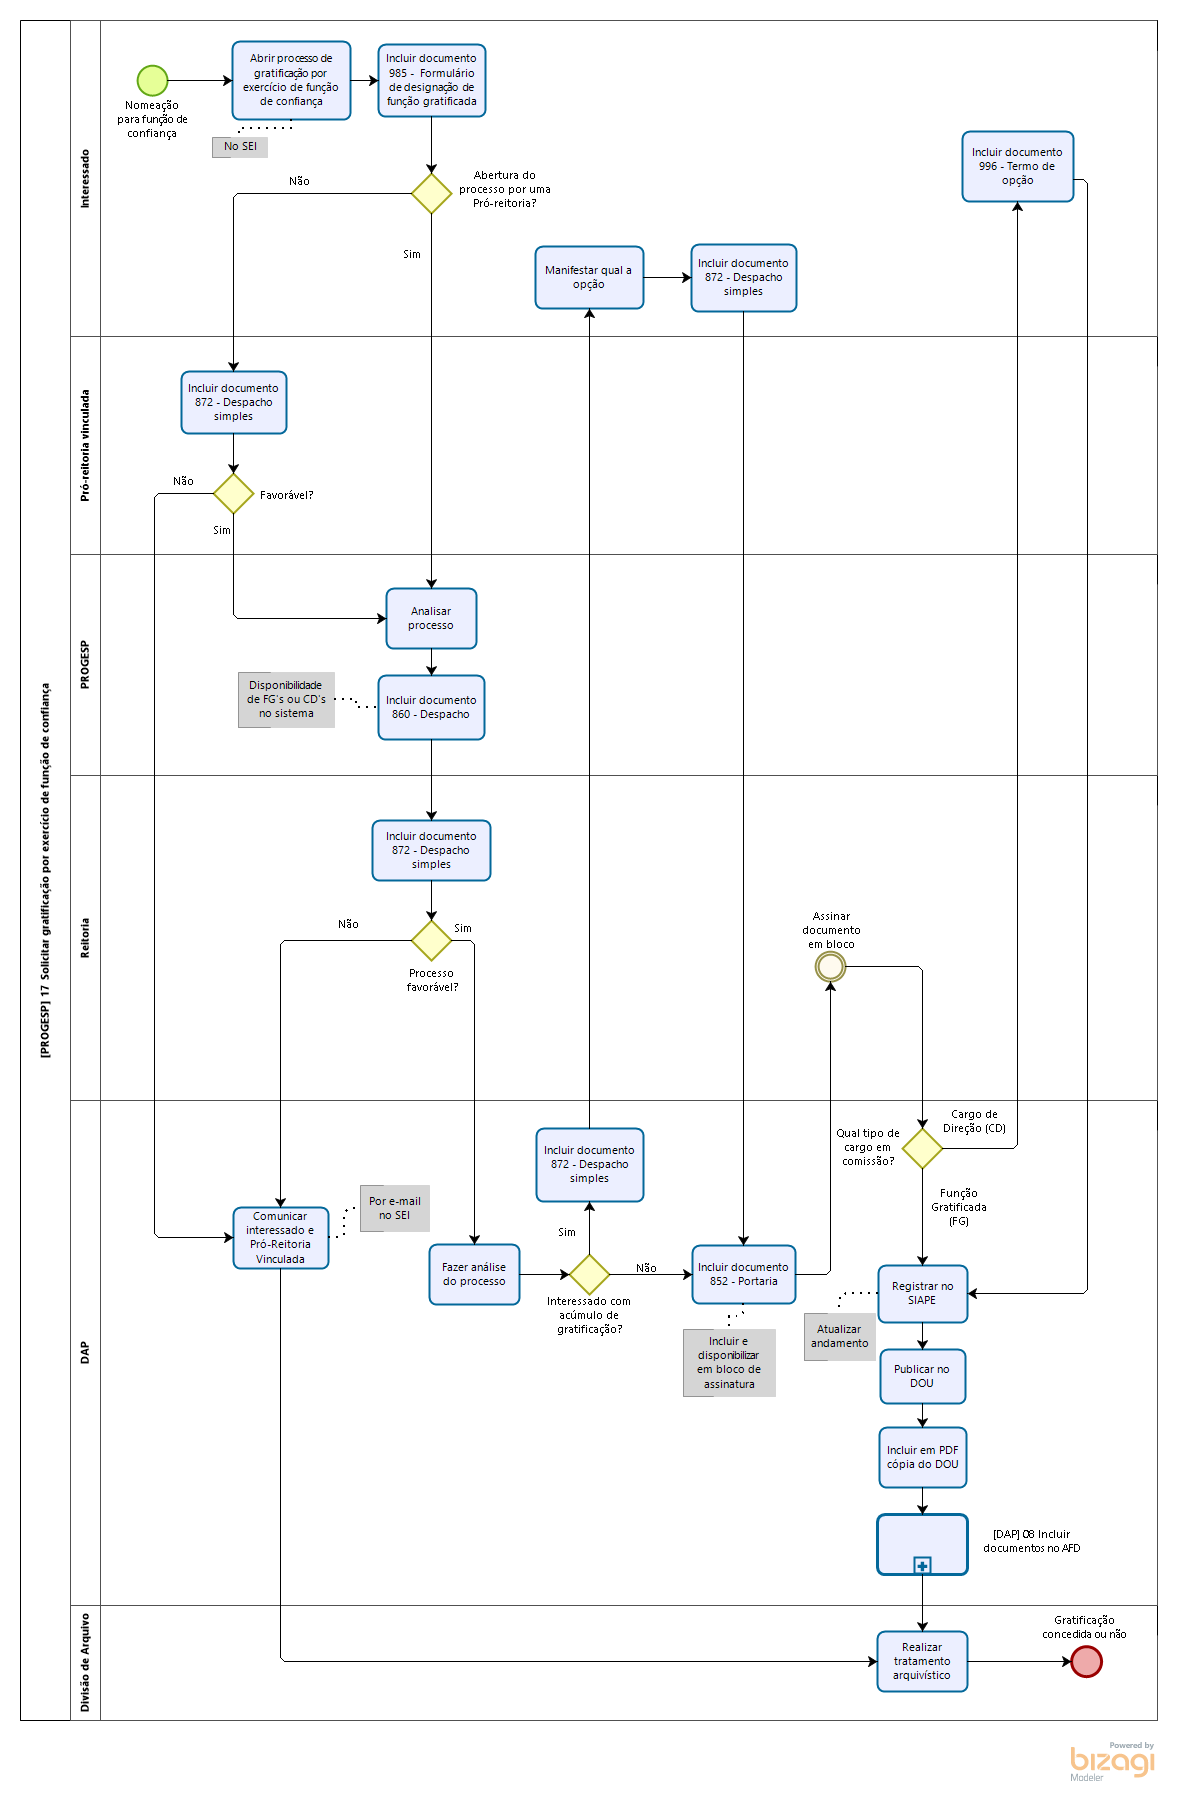 [PROGESP] 17 Solicitar gratificação por exercício de função de confiança
Interessado
Nomeação
para função de
confiança
Abrir processo de
gratificação por
exercício de função
de confiança
No SEI
Incluir documento
985 - Formulário
de designação de
função gratificada
Abertura do
processo por uma
Pró-reitoria?
Não
Sim
Manifestar qual a
opção
Incluir documento
872 - Despacho
simples
Incluir documento
996 - Termo de
opção
Pró-reitoria vinculada
Incluir documento
872 - Despacho
simples
Favorável?
Não
Sim
PROGESP
Analisar
processo
Disponibilidade
de FG's ou CD's
no sistema
Incluir documento
860 - Despacho
Reitoria
Incluir documento
872 - Despacho
simples
Não
Sim
Processo
favorável?
Assinar
documento
em bloco
DAP
Comunicar
interessado e
Pró-Reitoria
Vinculada
Por e-mail
no SEI
Fazer análise
do processo
Incluir documento
872 - Despacho
simples
Sim
Não
Interessado com
acúmulo de
gratificação?
Incluir documento
852 - Portaria
Incluir e
disponibilizar
em bloco de
assinatura
Qual tipo de
cargo em
comissão?
Cargo de
Direção (CD)
Função
Gratificada
(FG)
Registrar no
SIAPE
Atualizar
andamento
Publicar no
DOU
Incluir em PDF
cópia do DOU
[DAP] 08 Incluir
documentos no AFD
Divisão de Arquivo
Realizar
tratamento
arquivístico
Gratificação
concedida ou não
Powered by
bizagi
Modeler